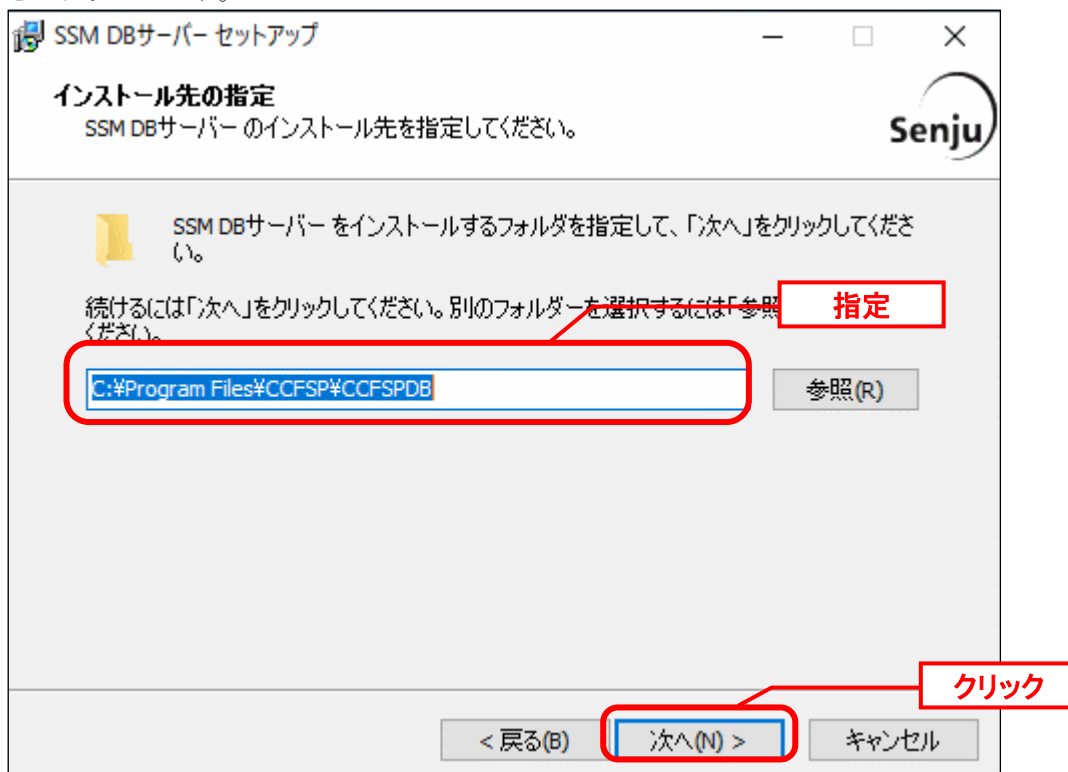 SSM DBサーバー セットアップ
インストール先の指定
SSM DBサーバー のインストール先を指定してください。
Senju
SSM DBサーバー をインストールするフォルダを指定して、「次へ」をクリックしてくださ
い。
続けるには「次へ」をクリックしてください。別のフォルダーを選択するには「参照
指定
ください。
C:¥Program Files¥CCFSP¥CCFSPDB
参照(R)
クリック
< 戻る(B)
次へ(N) >
キャンセル